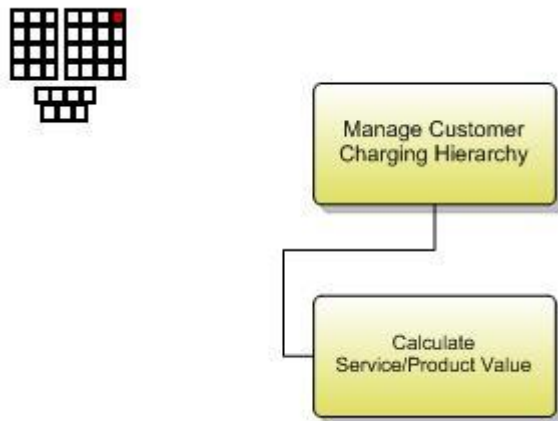 Manage Customer
Charging Hierarchy
Calculate
Service/Product Value